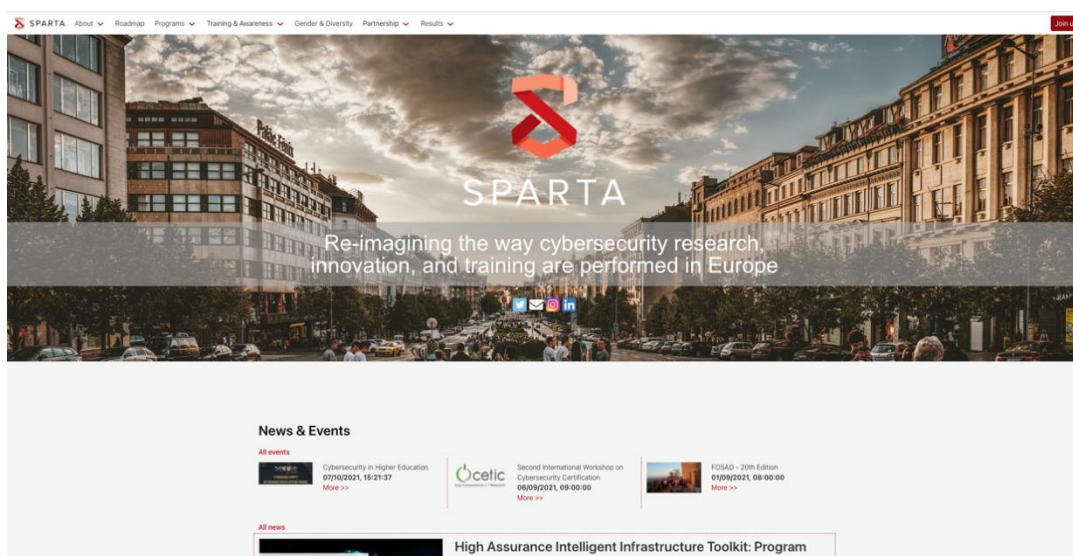 SPARTA About Roadmap Programs Training & Awareness Gender & Diversity Partnership Results Join u
Palác Fénix
SPARTA
Re-imagining the way cybersecurity research,
innovation, and training are performed in Europe
News & Events
All events
Cybersecurity in Higher Education
07/10/2021, 15:21:37
More >>
cetic
Second International Workshop on
Cybersecurity Certification
06/09/2021, 09:00:00
More >>
FOSAD - 20th Edition
01/09/2021, 08:00:00
More >>
All news
High Assurance Intelligent Infrastructure Toolkit: Program